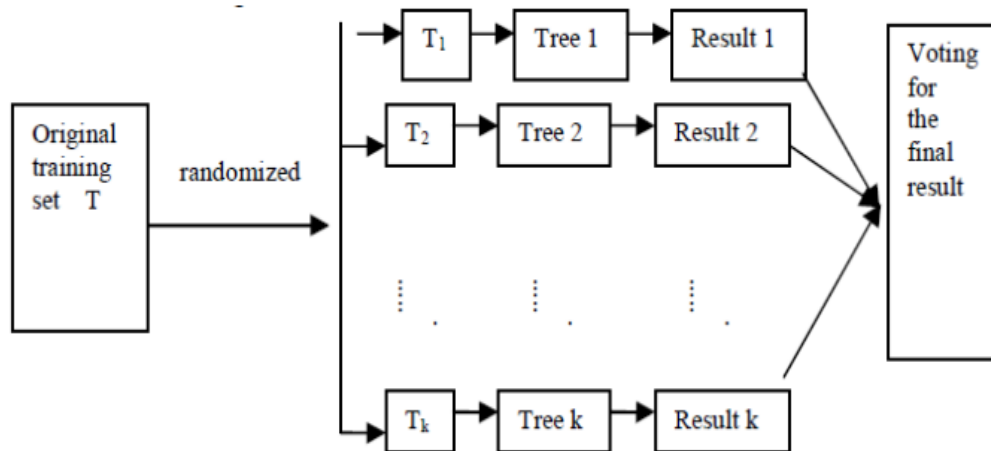 Original
training
set T
randomized
T₁
Tree 1
Result 1
T₂
Tree 2
Result 2
Tₖ
Tree k
Result k
Voting
for
the
final
result